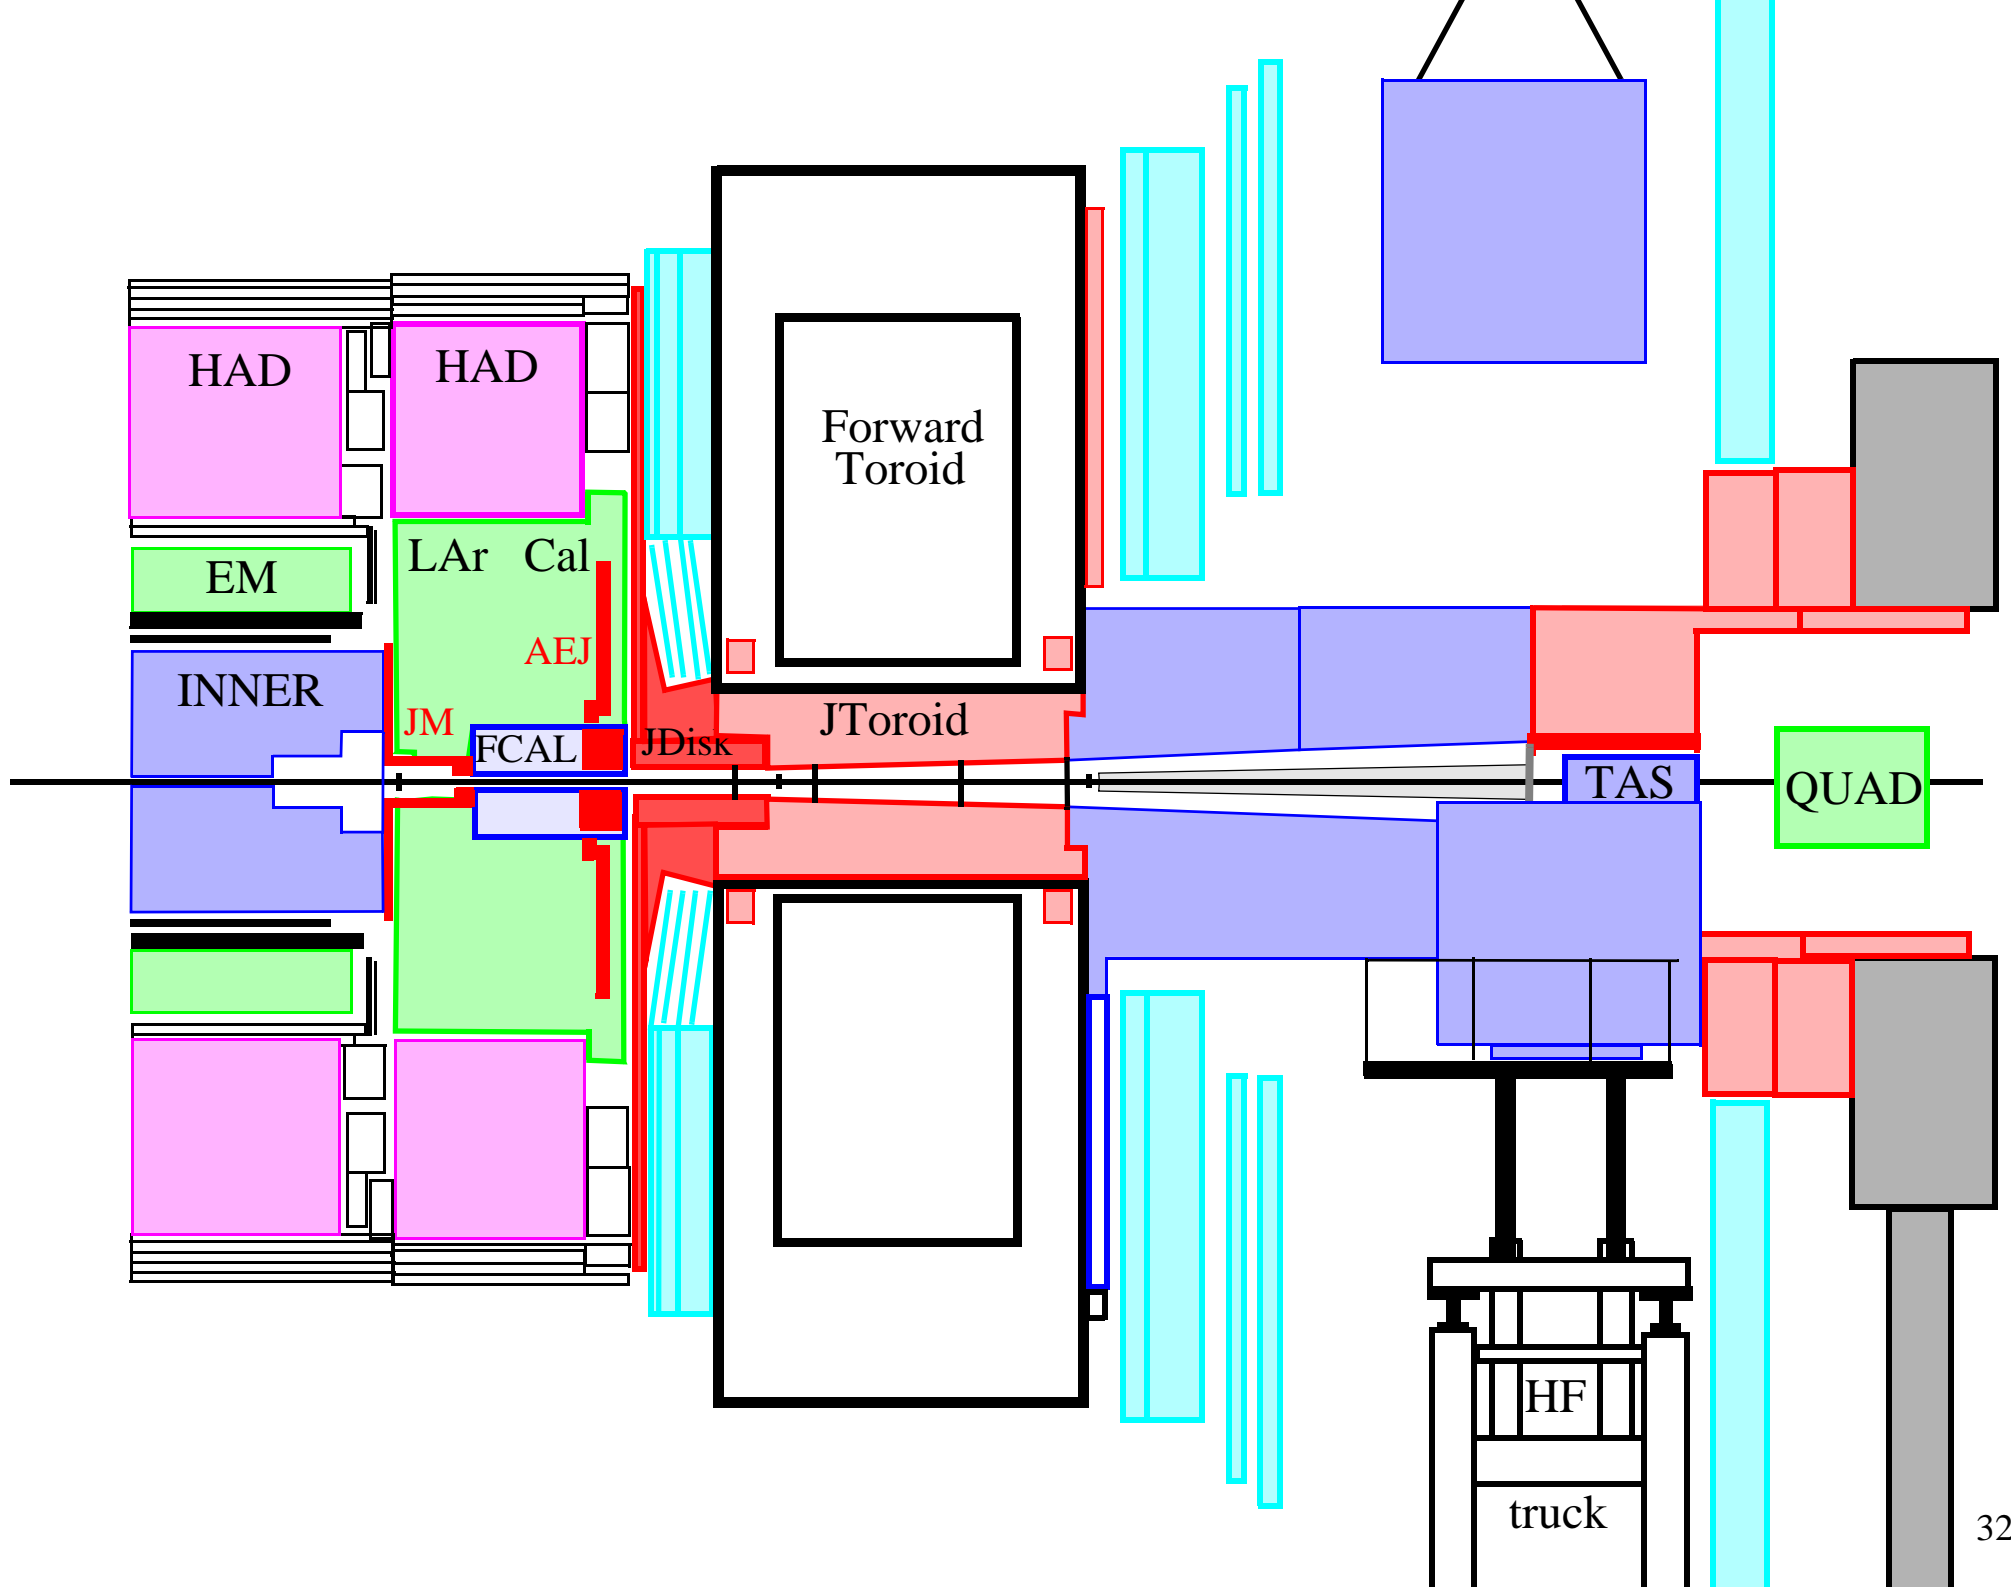 HAD
HAD
Forward
Toroid
LAr Cal
EM
AEJ
INNER
JM
JToroid
FCAL
JDisk
TAS
QUAD
HF
truck
32